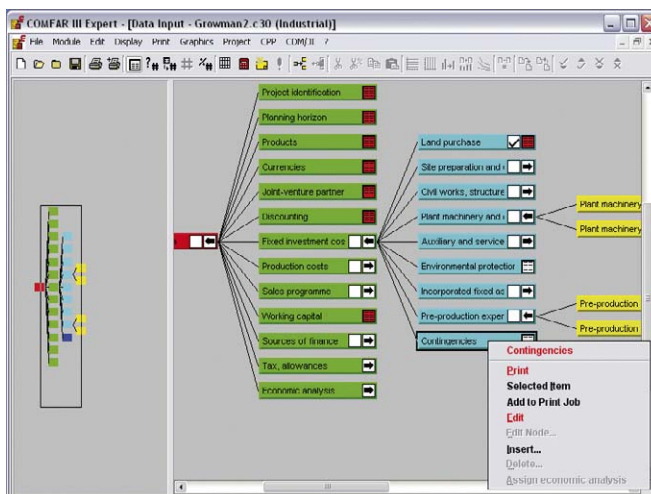 COMFAR III Expert - [Data Input - Growman2.c30 (Industrial)]
File Module Edit Display Print Graphics Project CPP CDM/JI ?
Project identification
Planning horizon
Products
Currencies
Joint-venture partner
Discounting
Fixed investment cos
Production costs
Sales programme
Working capital
Sources of finance
Tax, allowances
Economic analysis
Land purchase
Site preparation and
Civil works, structure
Plant machinery and
Auxiliary and service
Environmental protection
Incorporated fixed as
Pre-production exper
Contingencies
Plant machinery
Plant machinery
Pre-production
Pre-production
Contingencies
Print
Selected Item
Add to Print Job
Edit
Edit Node...
Insert...
Delete...
Assign economic analysis